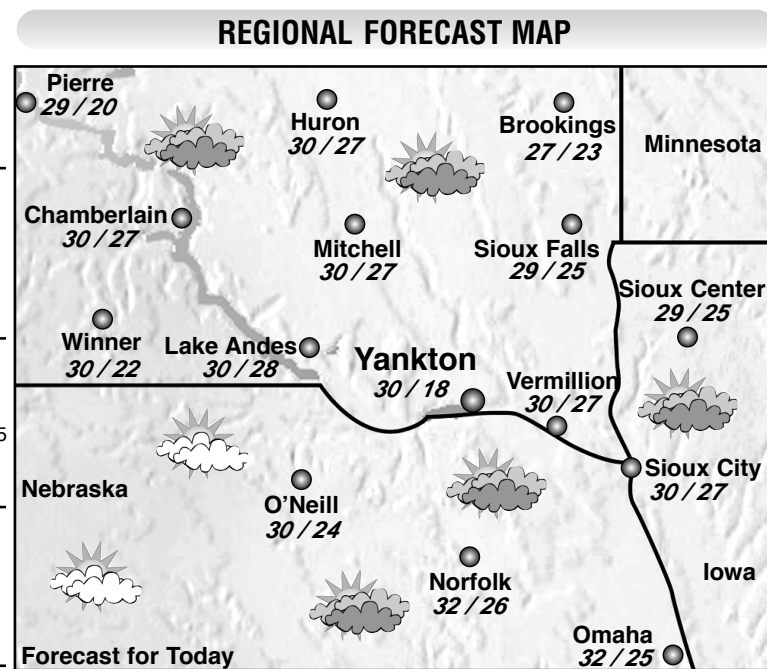 REGIONAL FORECAST MAP
Pierre
29 / 20
Huron
30 / 27
Brookings
27 / 23
Minnesota
Chamberlain
30 / 27
Mitchell
30 / 27
Sioux Falls
29 / 25
Sioux Center
29 / 25
Winner
30 / 22
Lake Andes
30 / 28
Yankton
30 / 18
Vermillion
30 / 27
5
Nebraska
O'Neill
30 / 24
Sioux City
30 / 27
Norfolk
32 / 26
Iowa
Omaha
32 / 25
Forecast for Today